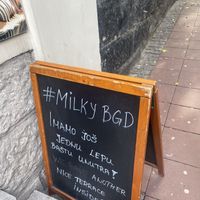 #MiLKY BGD
IMAMO JOŠ
JEDNU LEPU
BAŠTU UNUTRA!
ANOTHER
NICE TERRACE
INSIDE